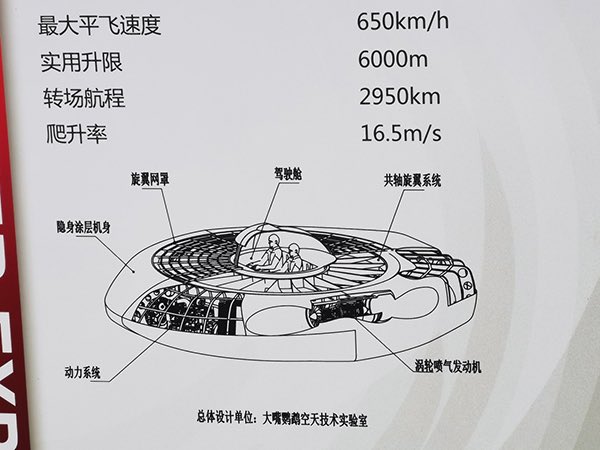 最大平飞速度 650km/h
实用升限 6000m
转场航程 2950km
爬升率 16.5m/s
旋翼网罩 驾驶舱 共轴旋翼系统
隐身涂层机身
动力系统 涡轮喷气发动机
总体设计单位：大嘴鹦鹉空天技术实验室